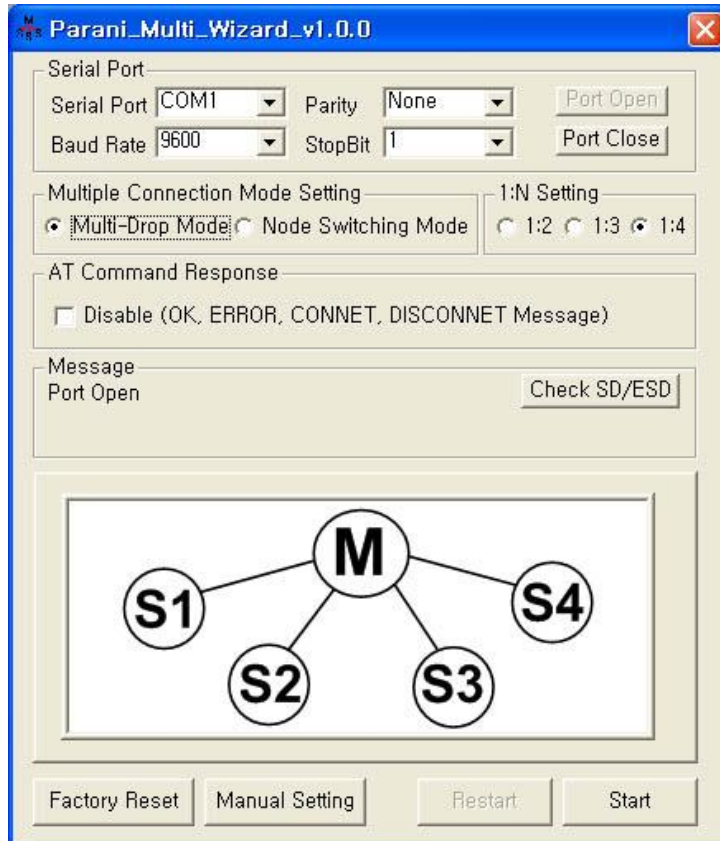 Parani_Multi_Wizard_v1.0.0
Serial Port
Serial Port COM1 Parity None Port Open
Baud Rate 9600 StopBit 1 Port Close
Multiple Connection Mode Setting 1:N Setting
Multi-Drop Mode Node Switching Mode 1:2 1:3 1:4
AT Command Response
Disable (OK, ERROR, CONNET, DISCONNET Message)
Message
Port Open Check SD/ESD
M
S1 S4
S2 S3
Factory Reset Manual Setting Restart Start